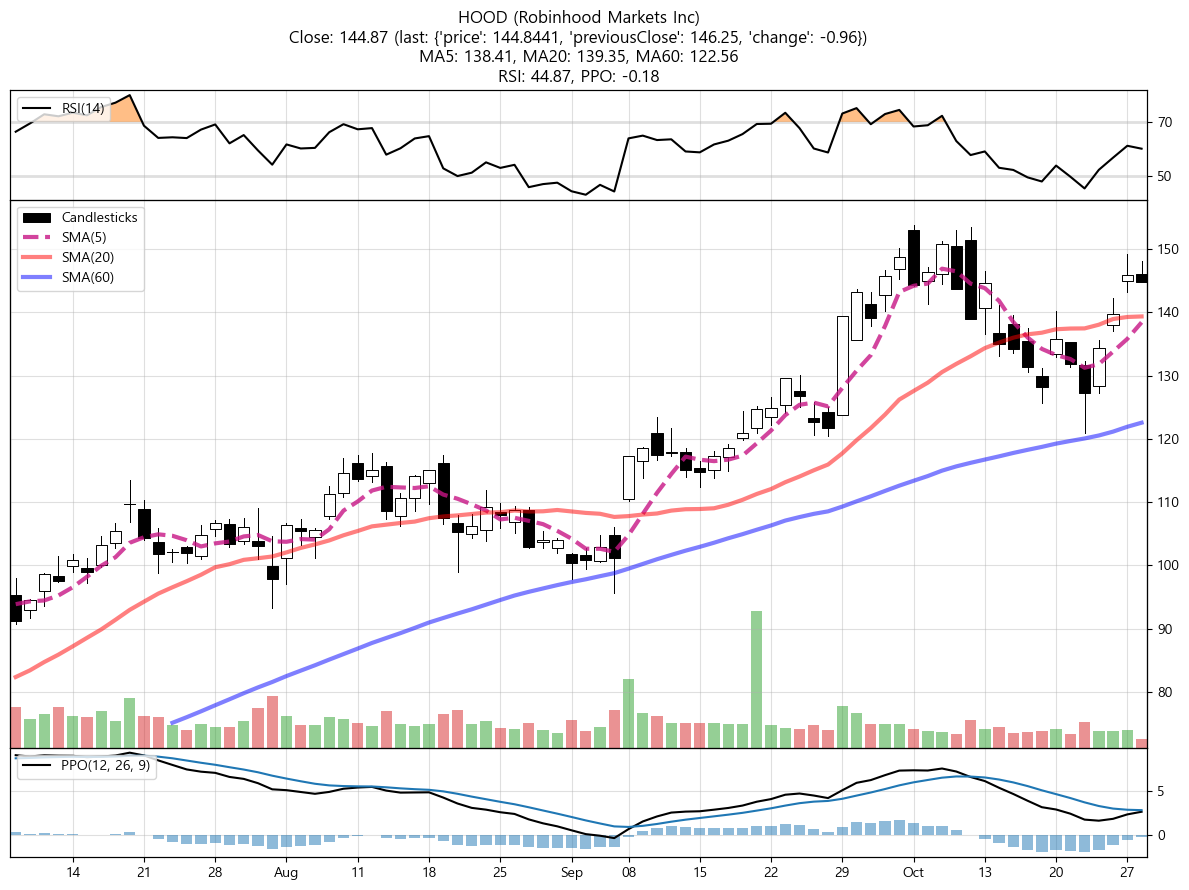 HOOD (Robinhood Markets Inc)
Close: 144.87 (last: {'price': 144.8441, 'previousClose': 146.25, 'change': -0.96})
MA5: 138.41, MA20: 139.35, MA60: 122.56
RSI: 44.87, PPO: -0.18
RSI(14)
70
50
Candlesticks
SMA(5)
SMA(20)
SMA(60)
150
140
130
120
110
100
90
80
PPO(12, 26, 9)
5
0
14 21 28 Aug 11 18 25 Sep 08 15 22 29 Oct 13 20 27